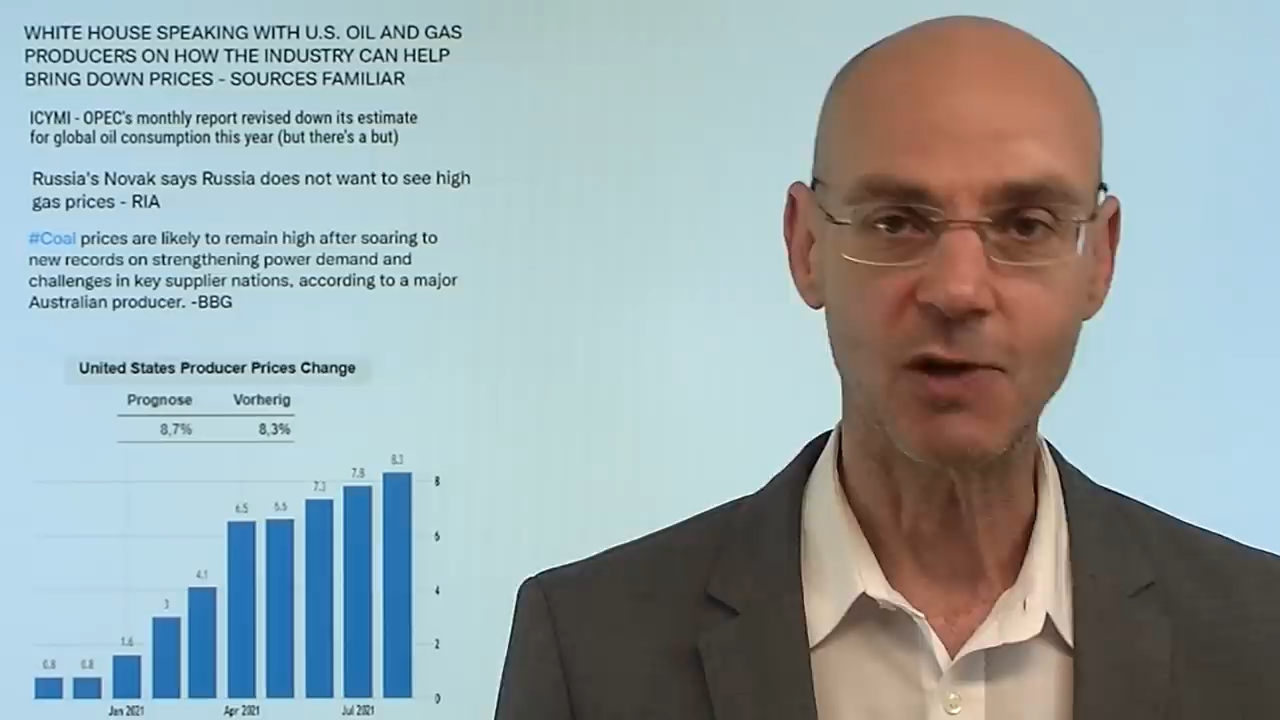 WHITE HOUSE SPEAKING WITH U.S. OIL AND GAS
PRODUCERS ON HOW THE INDUSTRY CAN HELP
BRING DOWN PRICES - SOURCES FAMILIAR
ICYMI - OPEC's monthly report revised down its estimate
for global oil consumption this year (but there's a but)
Russia's Novak says Russia does not want to see high
gas prices - RIA
#Coal prices are likely to remain high after soaring to
new records on strengthening power demand and
challenges in key supplier nations, according to a major
Australian producer. -BBG
United States Producer Prices Change
Prognose Vorherig
8,7% 8,3%
0.8 0.8 1.6 3 4.1 6.5 6.6 7.3 7.8 8.3
8
6
4
2
0
Jan 2021 Apr 2021 Jul 2021